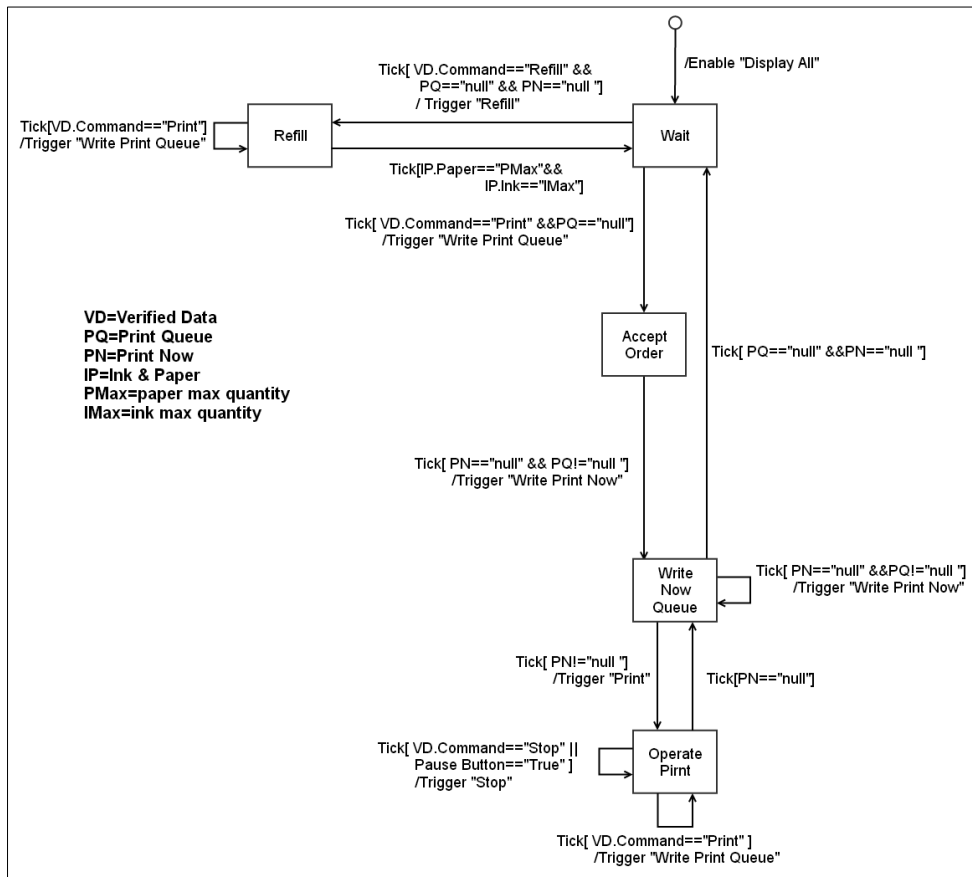 /Enable "Display All"
Tick[ VD.Command=="Refill" &&
PQ=="null" && PN=="null "]
/ Trigger "Refill"
Tick[VD.Command=="Print"]
/Trigger "Write Print Queue"
Refill
Wait
Tick[IP.Paper=="PMax"&&
IP.Ink=="IMax"]
Tick[ VD.Command=="Print" &&PQ=="null"]
/Trigger "Write Print Queue"
VD=Verified Data
PQ=Print Queue
PN=Print Now
IP=Ink & Paper
PMax=paper max quantity
IMax=ink max quantity
Accept
Order
Tick[ PQ=="null" &&PN=="null "]
Tick[ PN=="null" && PQ!="null "]
/Trigger "Write Print Now"
Write
Now
Queue
Tick[ PN=="null" &&PQ!="null "]
/Trigger "Write Print Now"
Tick[ PN!="null "]
/Trigger "Print"
Tick[PN=="null"]
Tick[ VD.Command=="Stop" ||
Pause Button=="True" ]
/Trigger "Stop"
Operate
Pirnt
Tick[ VD.Command=="Print" ]
/Trigger "Write Print Queue"